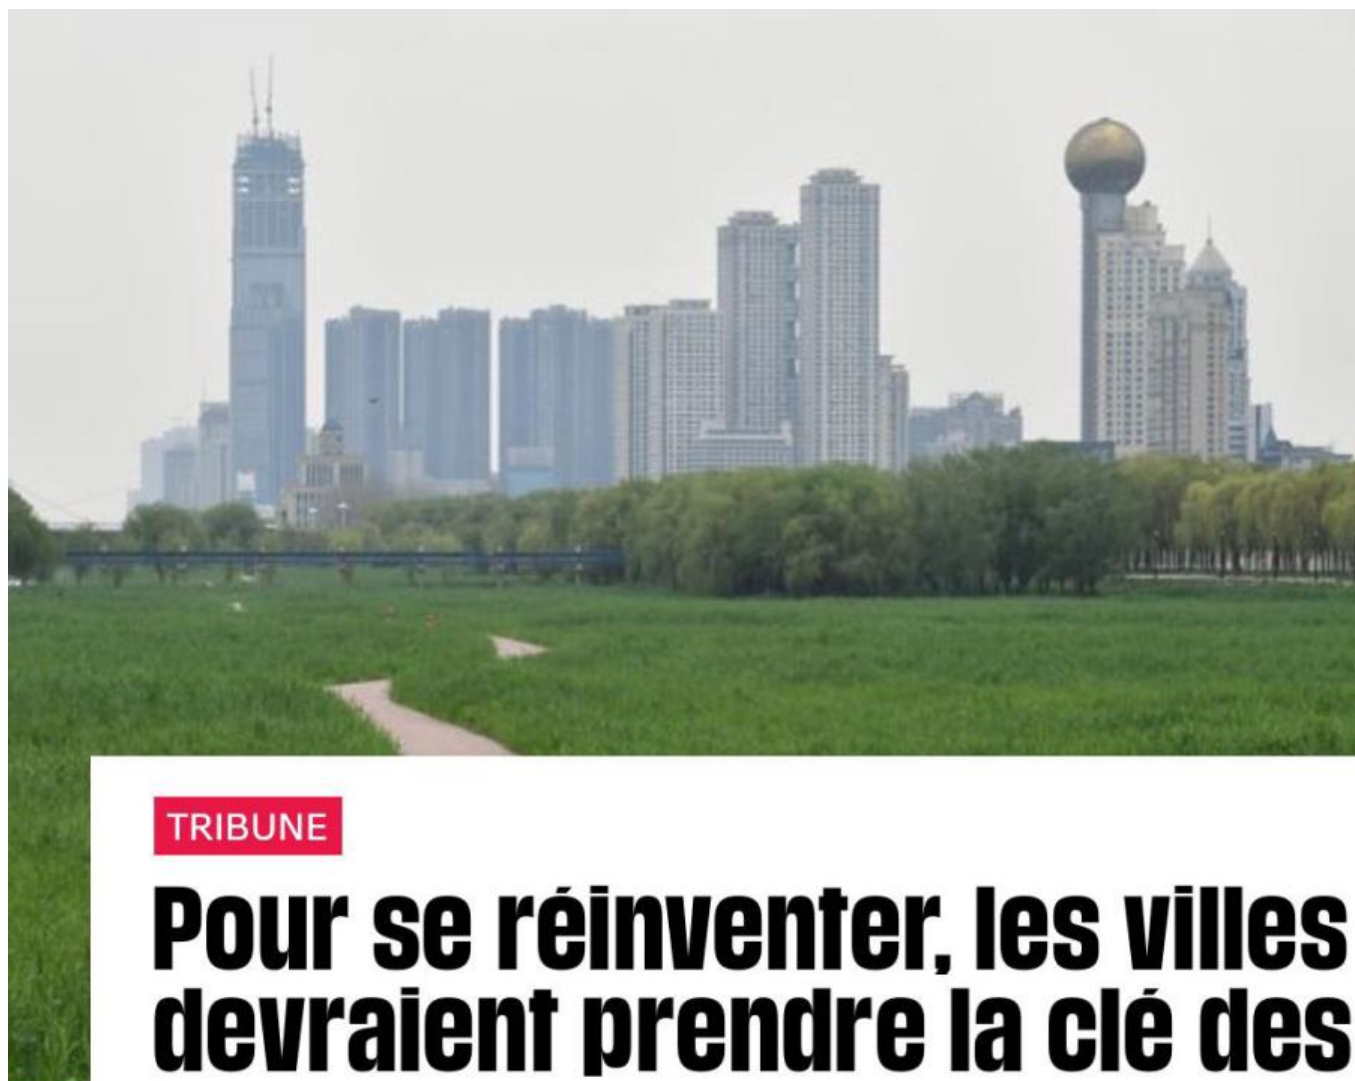 TRIBUNE
Pour se réinventer, les villes
devraient prendre la clé des